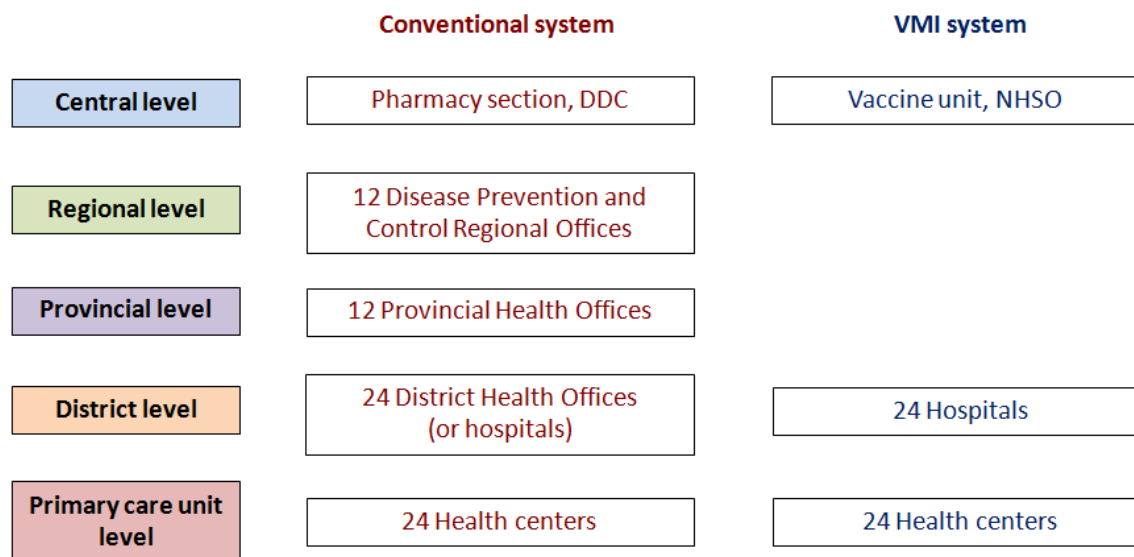 Conventional system
VMI system
Central level
Pharmacy section, DDC
Vaccine unit, NHSO
Regional level
12 Disease Prevention and
Control Regional Offices
Provincial level
12 Provincial Health Offices
District level
24 District Health Offices
(or hospitals)
24 Hospitals
Primary care unit
level
24 Health centers
24 Health centers